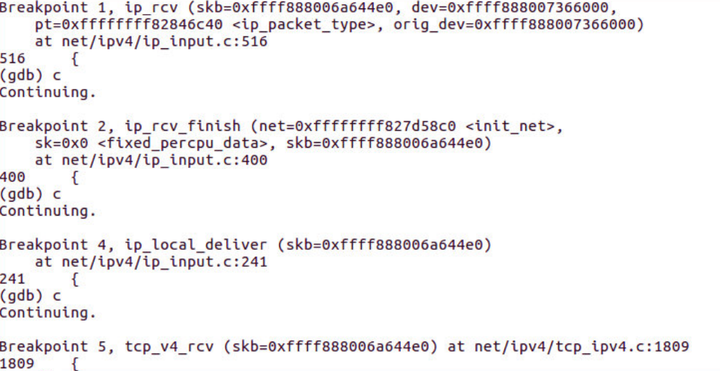 Breakpoint 1, ip_rcv (skb=0xffff888006a644e0, dev=0xffff888007366000,
    pt=0xffffffff82846c40 <ip_packet_type>, orig_dev=0xffff888007366000)
    at net/ipv4/ip_input.c:516
516     {
(gdb) c
Continuing.

Breakpoint 2, ip_rcv_finish (net=0xffffffff827d58c0 <init_net>,
    sk=0x0 <fixed_percpu_data>, skb=0xffff888006a644e0)
    at net/ipv4/ip_input.c:400
400     {
(gdb) c
Continuing.

Breakpoint 4, ip_local_deliver (skb=0xffff888006a644e0)
    at net/ipv4/ip_input.c:241
241     {
(gdb) c
Continuing.

Breakpoint 5, tcp_v4_rcv (skb=0xffff888006a644e0) at net/ipv4/tcp_ipv4.c:1809
1809    {